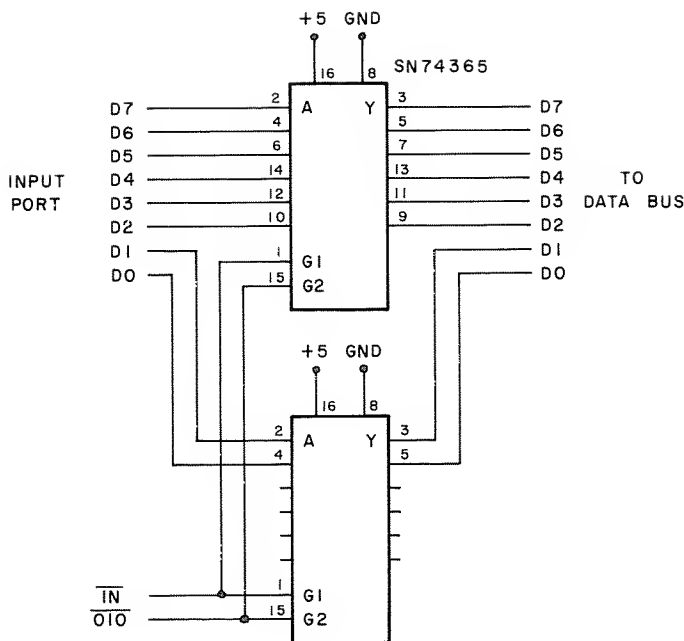 +5 GND
16 8 SN74365
D7 2 A Y 3 D7
D6 4 5 D6
D5 6 7 D5
INPUT PORT
D4 14 13 D4
TO DATA BUS
D3 12 11 D3
D2 10 9 D2
D1 1 G1 D1
D0 15 G2 D0
+5 GND
16 8
2 A Y 3
4 5
IN 1 G1
010 15 G2